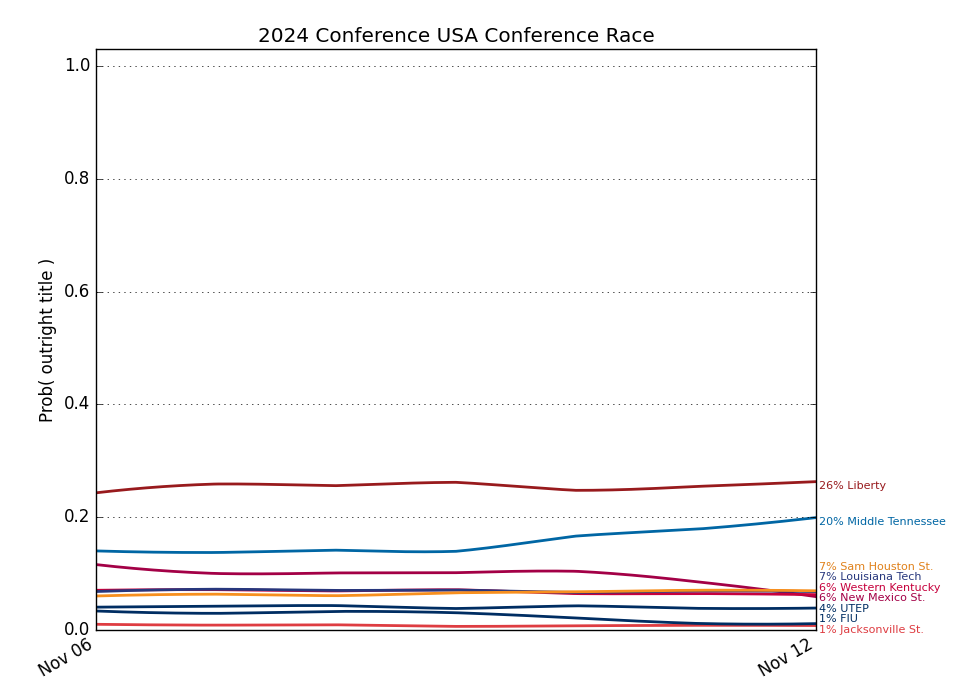 2024 Conference USA Conference Race
Prob( outright title )
1.0
0.8
0.6
0.4
0.2
0.0
Nov 06
Nov 12
26% Liberty
20% Middle Tennessee
7% Sam Houston St.
7% Louisiana Tech
6% Western Kentucky
6% New Mexico St.
4% UTEP
1% FIU
1% Jacksonville St.